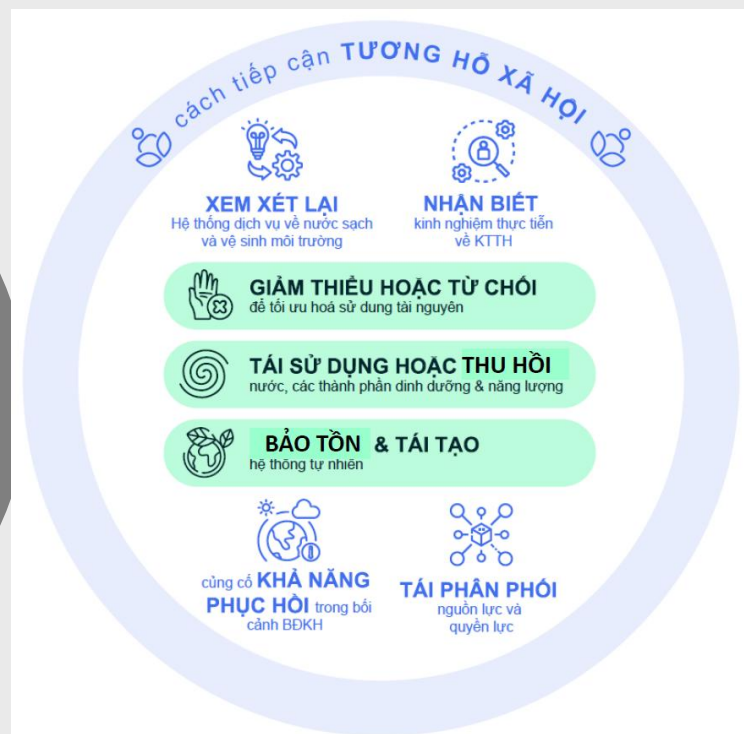 cách tiếp cận TƯƠNG HỖ XÃ HỘI
XEM XÉT LẠI
Hệ thống dịch vụ về nước sạch
và vệ sinh môi trường
NHẬN BIẾT
kinh nghiệm thực tiễn
về KTTH
GIẢM THIỂU HOẶC TỪ CHỐI
để tối ưu hoá sử dung tài nguyên
TÁI SỬ DỤNG HOẶC THU HỒI
nước, các thành phần dinh dưỡng & năng lượng
BẢO TỒN & TÁI TẠO
hệ thông tự nhiên
củng cố KHẢ NĂNG
PHỤC HỒI trong bối
cảnh BĐKH
TÁI PHÂN PHỐI
nguồn lực và
quyền lực